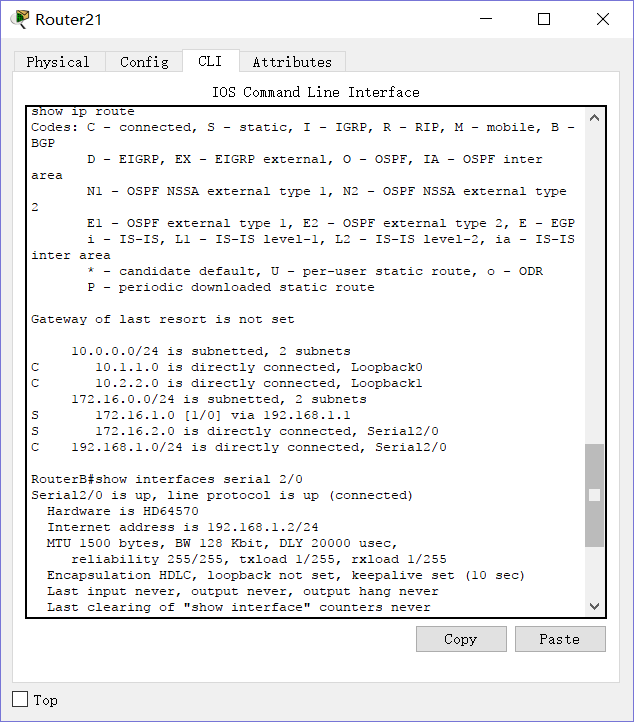 Router21
Physical Config CLI Attributes
IOS Command Line Interface
show ip route
Codes: C - connected, S - static, I - IGRP, R - RIP, M - mobile, B -
BGP
D - EIGRP, EX - EIGRP external, O - OSPF, IA - OSPF inter
area
N1 - OSPF NSSA external type 1, N2 - OSPF NSSA external type
2
E1 - OSPF external type 1, E2 - OSPF external type 2, E - EGP
i - IS-IS, L1 - IS-IS level-1, L2 - IS-IS level-2, ia - IS-IS
inter area
* - candidate default, U - per-user static route, o - ODR
P - periodic downloaded static route
Gateway of last resort is not set
10.0.0.0/24 is subnetted, 2 subnets
C 10.1.1.0 is directly connected, Loopback0
C 10.2.2.0 is directly connected, Loopback1
172.16.0.0/24 is subnetted, 2 subnets
S 172.16.1.0 [1/0] via 192.168.1.1
S 172.16.2.0 is directly connected, Serial2/0
C 192.168.1.0/24 is directly connected, Serial2/0
RouterB#show interfaces serial 2/0
Serial2/0 is up, line protocol is up (connected)
Hardware is HD64570
Internet address is 192.168.1.2/24
MTU 1500 bytes, BW 128 Kbit, DLY 20000 usec,
reliability 255/255, txload 1/255, rxload 1/255
Encapsulation HDLC, loopback not set, keepalive set (10 sec)
Last input never, output never, output hang never
Last clearing of "show interface" counters never
Copy Paste
Top